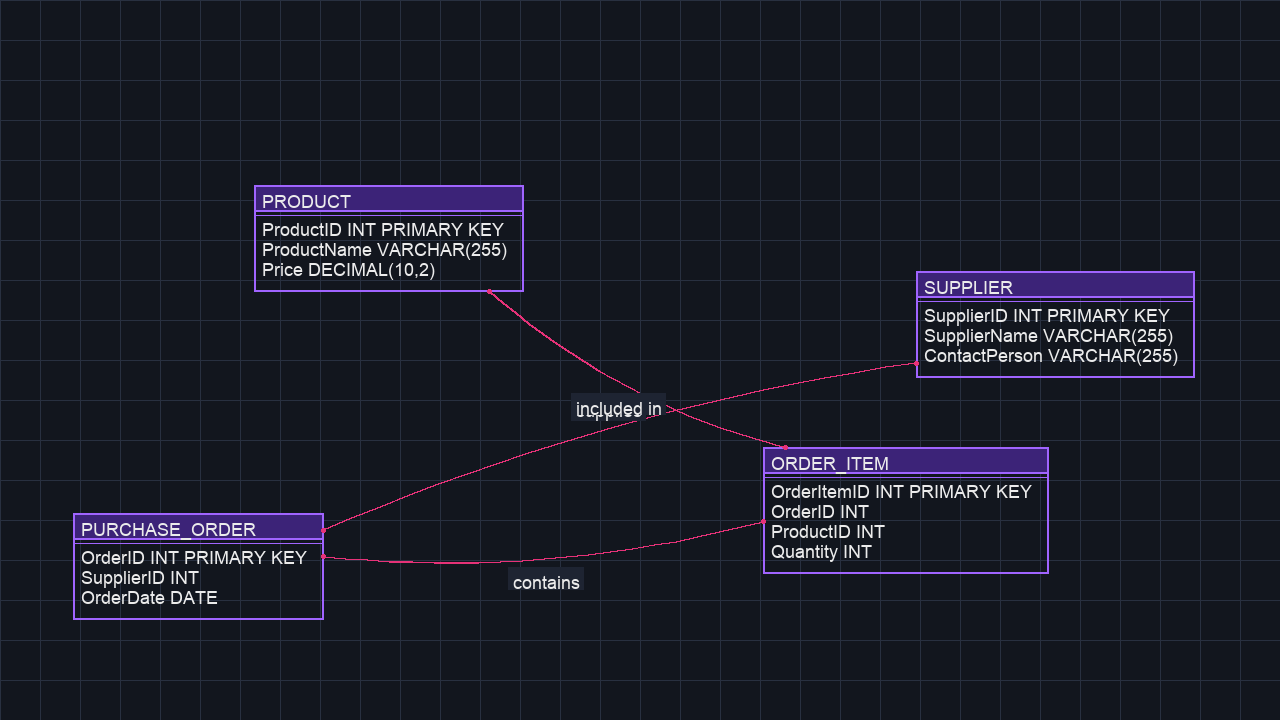 PRODUCT
ProductID INT PRIMARY KEY
ProductName VARCHAR(255)
Price DECIMAL(10,2)
SUPPLIER
SupplierID INT PRIMARY KEY
SupplierName VARCHAR(255)
ContactPerson VARCHAR(255)
included in
ORDER_ITEM
OrderItemID INT PRIMARY KEY
OrderID INT
ProductID INT
Quantity INT
PURCHASE_ORDER
OrderID INT PRIMARY KEY
SupplierID INT
OrderDate DATE
contains